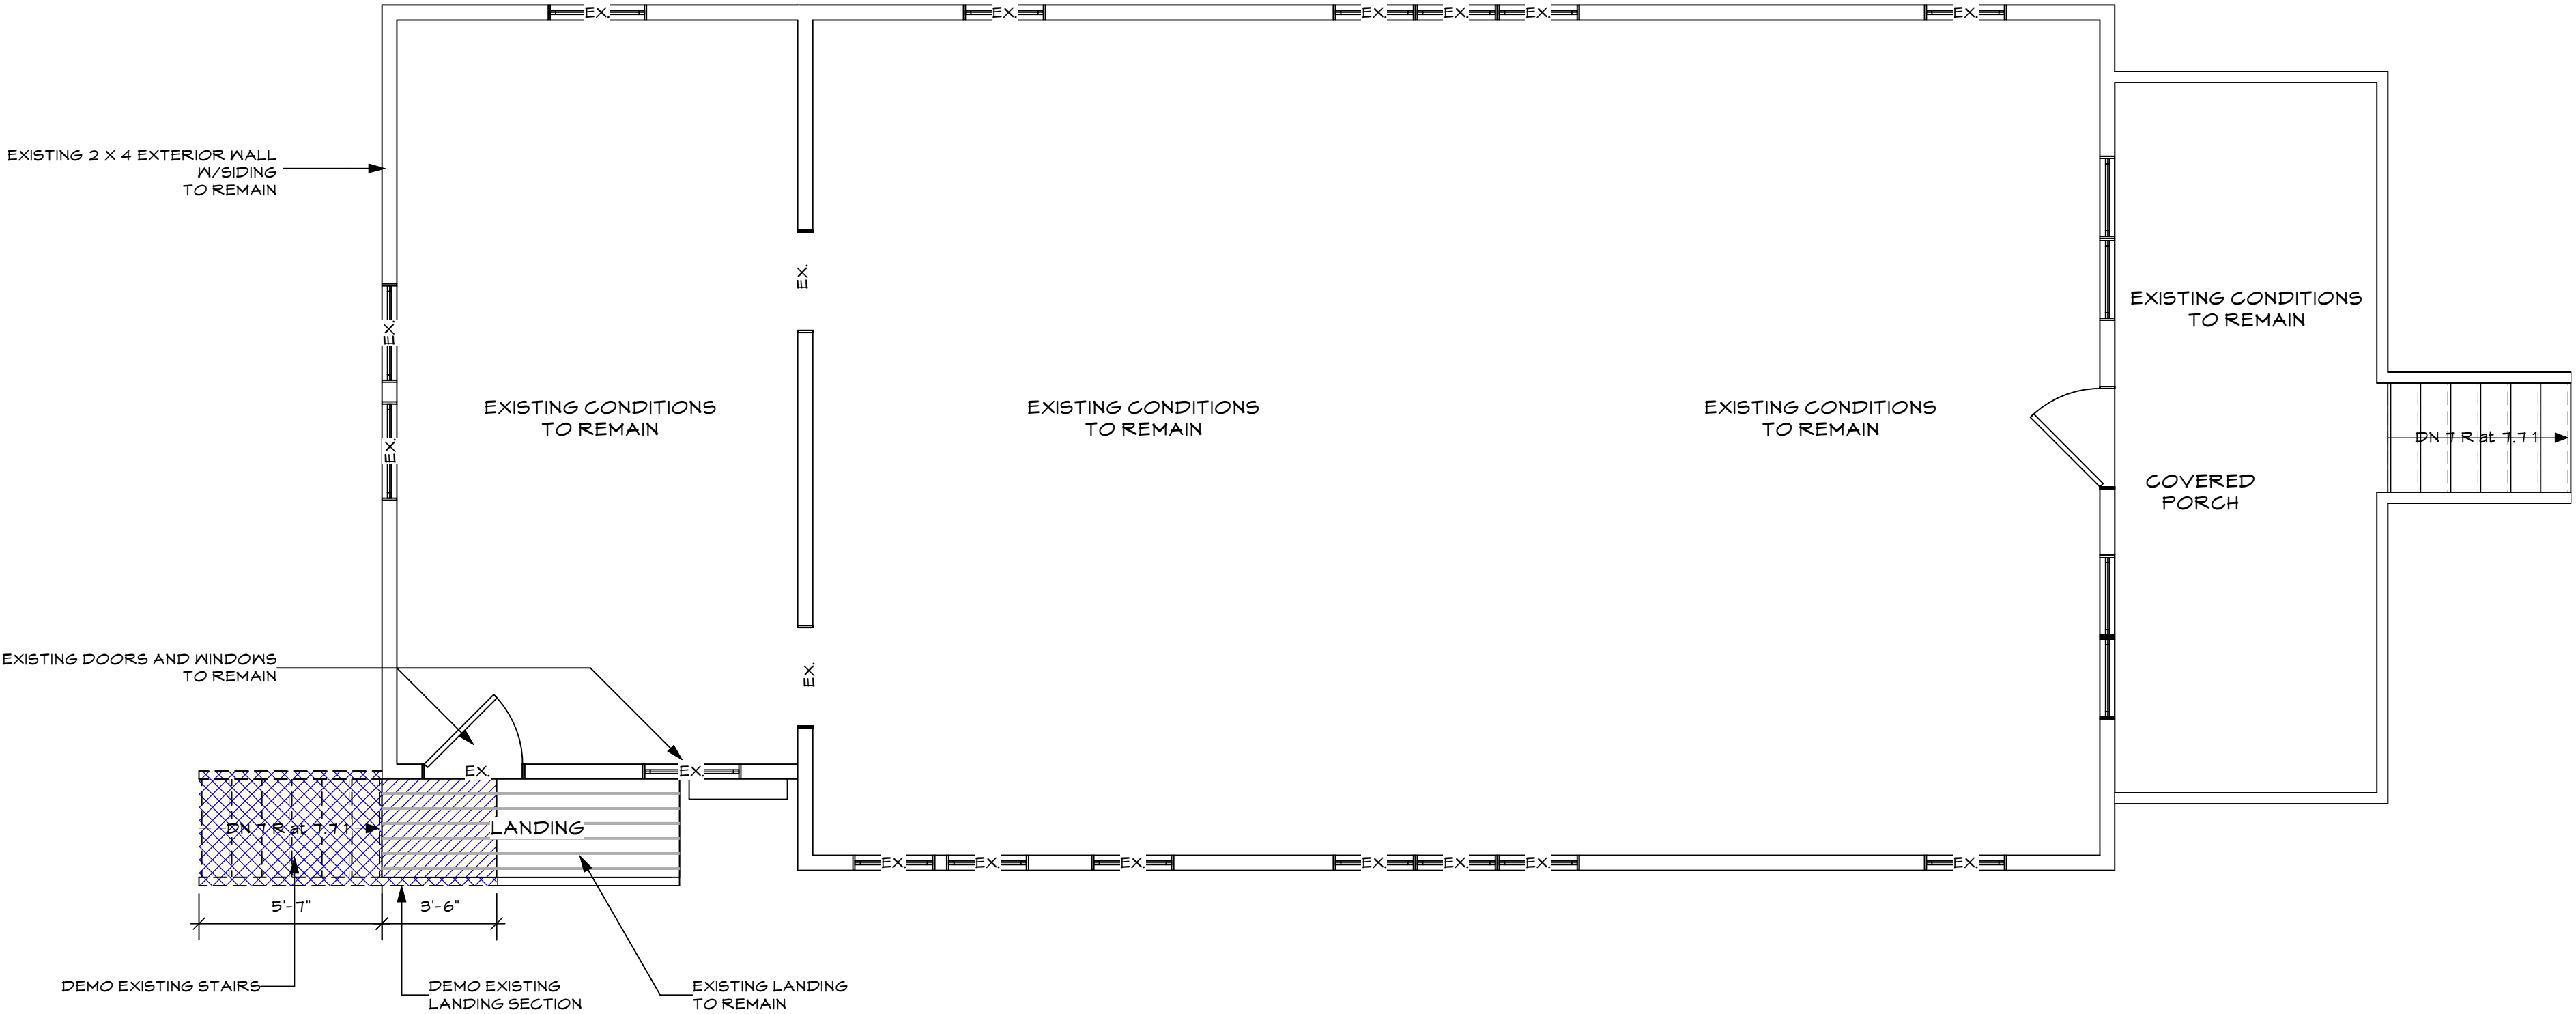 EX.
EX.
EX.
EX.
EX.
EX.
EXISTING 2 X 4 EXTERIOR WALL
W/SIDING
TO REMAIN
EX.
EX.
EX.
EXISTING CONDITIONS
TO REMAIN
EXISTING CONDITIONS
TO REMAIN
EXISTING CONDITIONS
TO REMAIN
EXISTING CONDITIONS
TO REMAIN
DN 7 R at 7.71
COVERED
PORCH
EXISTING DOORS AND WINDOWS
TO REMAIN
EX.
EX.
EX.
DN 7 R at 7.71
LANDING
EX.
EX.
EX.
EX.
EX.
EX.
EX.
5'-7"
3'-6"
DEMO EXISTING STAIRS
DEMO EXISTING
LANDING SECTION
EXISTING LANDING
TO REMAIN